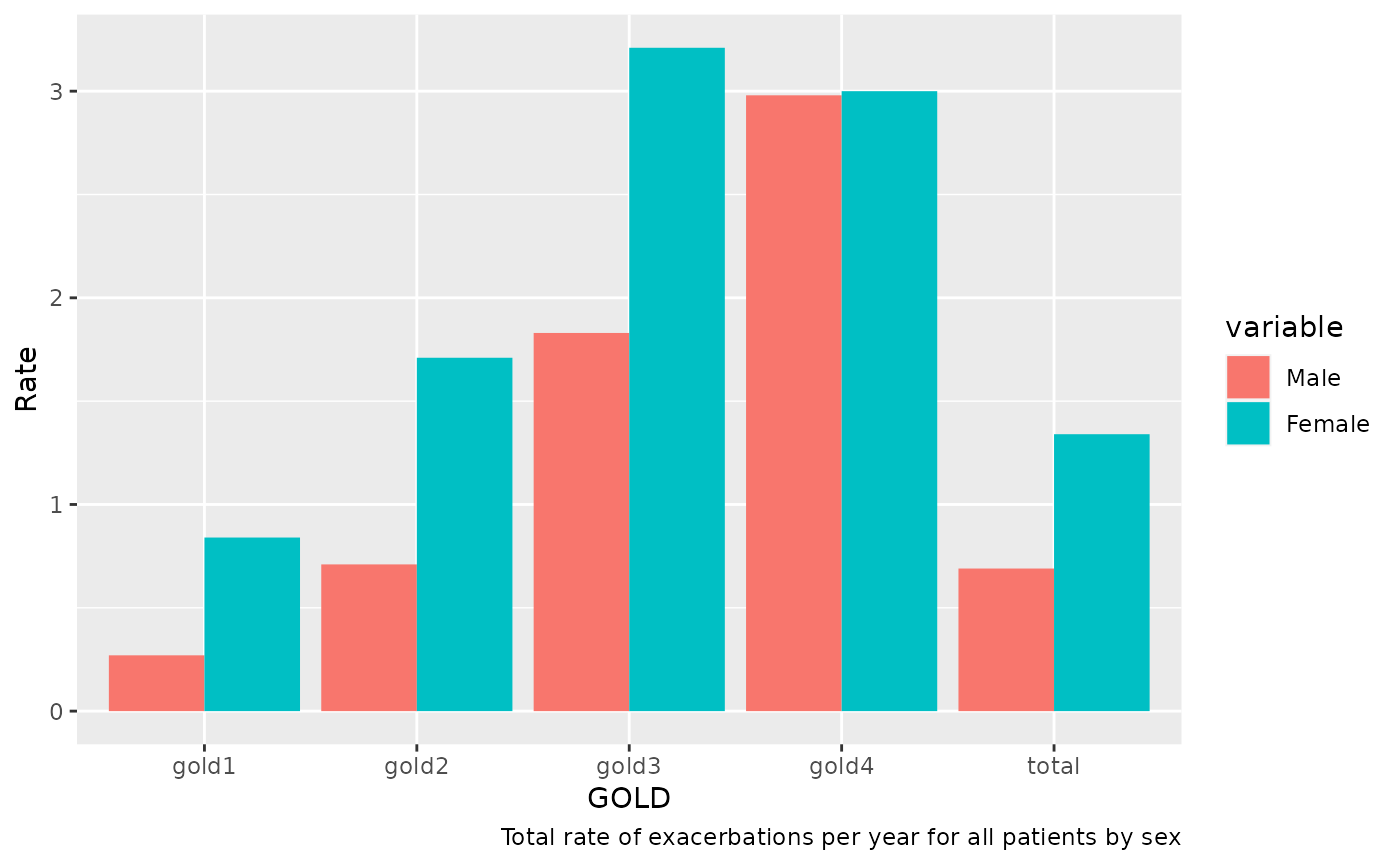 3
2
1
0
Rate
gold1 gold2 gold3 gold4 total
GOLD
Total rate of exacerbations per year for all patients by sex
variable
Male
Female